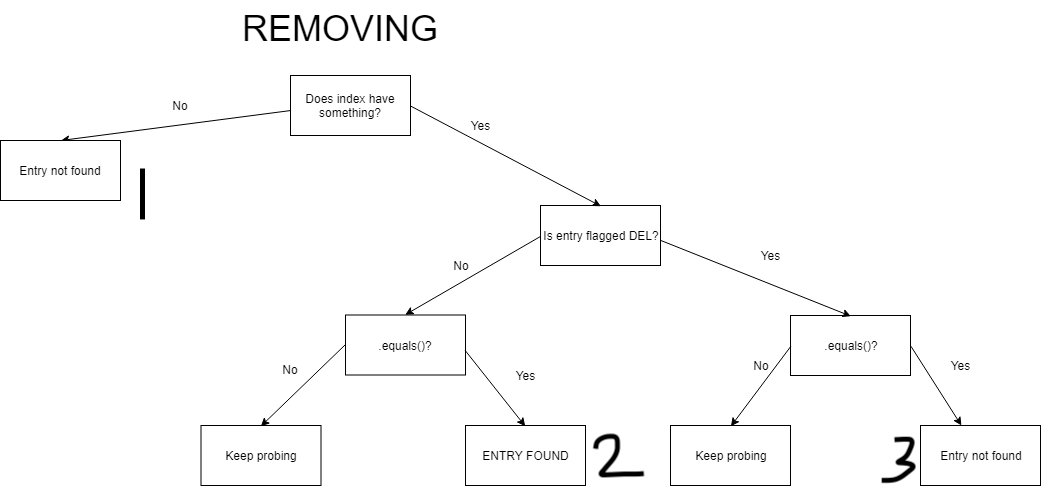 REMOVING
Does index have
something?
No
Yes
Entry not found
1
Is entry flagged DEL?
No
Yes
.equals()?
.equals()?
No
Yes
No
Yes
Keep probing
ENTRY FOUND
2
Keep probing
3
Entry not found